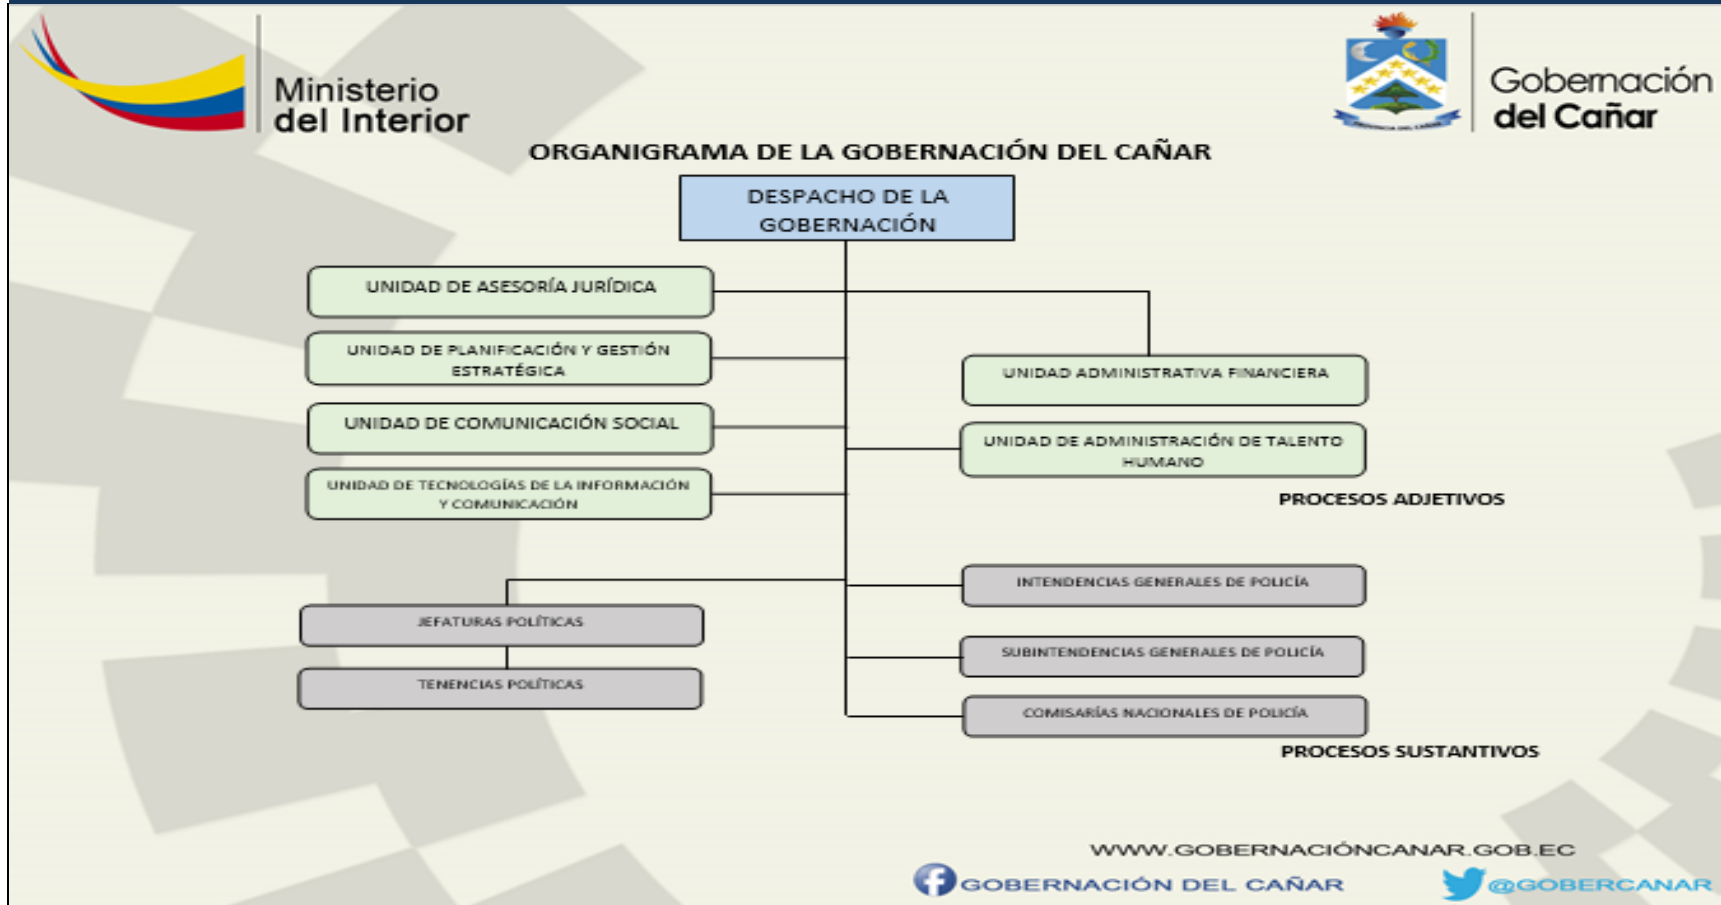 Ministerio
del Interior
Gobernación
del Cañar
ORGANIGRAMA DE LA GOBERNACIÓN DEL CAÑAR
DESPACHO DE LA
GOBERNACIÓN
UNIDAD DE ASESORÍA JURÍDICA
UNIDAD DE PLANIFICACIÓN Y GESTIÓN
ESTRATÉGICA
UNIDAD ADMINISTRATIVA FINANCIERA
UNIDAD DE COMUNICACIÓN SOCIAL
UNIDAD DE ADMINISTRACIÓN DE TALENTO
HUMANO
UNIDAD DE TECNOLOGÍAS DE LA INFORMACIÓN
Y COMUNICACIÓN
PROCESOS ADJETIVOS
INTENDENCIAS GENERALES DE POLICÍA
JEFATURAS POLÍTICAS
SUBINTENDENCIAS GENERALES DE POLICÍA
TENENCIAS POLÍTICAS
COMISARÍAS NACIONALES DE POLICÍA
PROCESOS SUSTANTIVOS
WWW.GOBERNACIÓNCANAR.GOB.EC
GOBERNACIÓN DEL CAÑAR
@GOBERCANAR